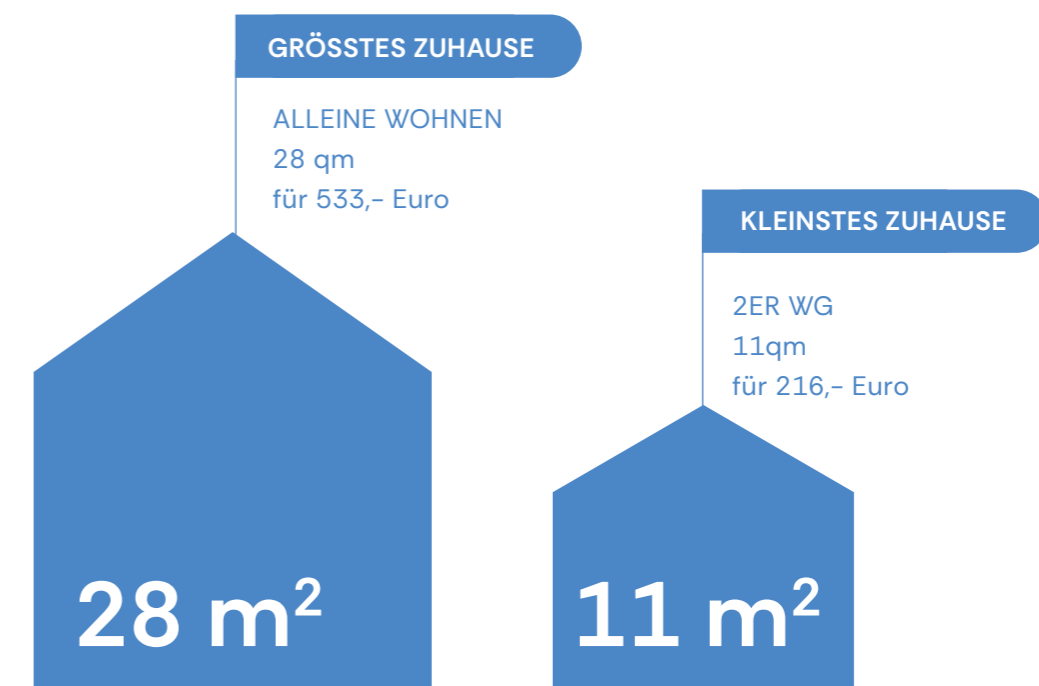 GRÖSSTES ZUHAUSE
ALLEINE WOHNEN
28 qm
für 533,- Euro
28 m²
KLEINSTES ZUHAUSE
2ER WG
11qm
für 216,- Euro
11 m²